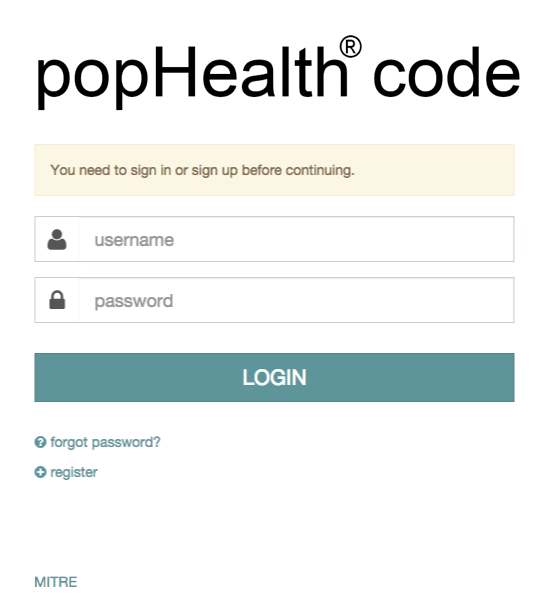 popHealth® code
You need to sign in or sign up before continuing.
username
password
LOGIN
forgot password?
register
MITRE